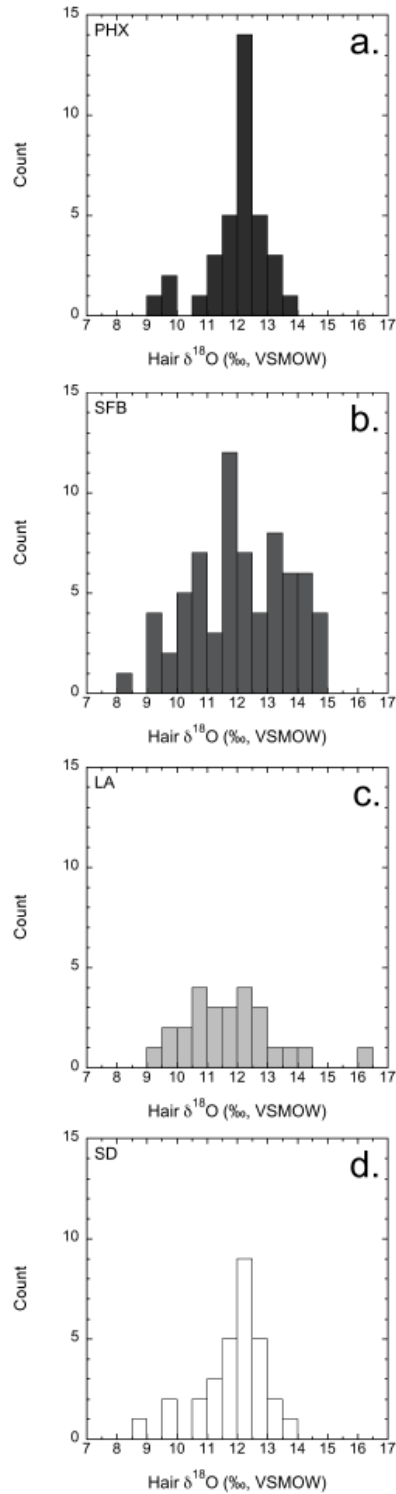 PHX
a.
15
10
5
0
Count
7 8 9 10 11 12 13 14 15 16 17
Hair δ18O (‰, VSMOW)
SFB
b.
15
10
5
0
Count
7 8 9 10 11 12 13 14 15 16 17
Hair δ18O (‰, VSMOW)
LA
c.
15
10
5
0
Count
7 8 9 10 11 12 13 14 15 16 17
Hair δ18O (‰, VSMOW)
SD
d.
15
10
5
0
Count
7 8 9 10 11 12 13 14 15 16 17
Hair δ18O (‰, VSMOW)